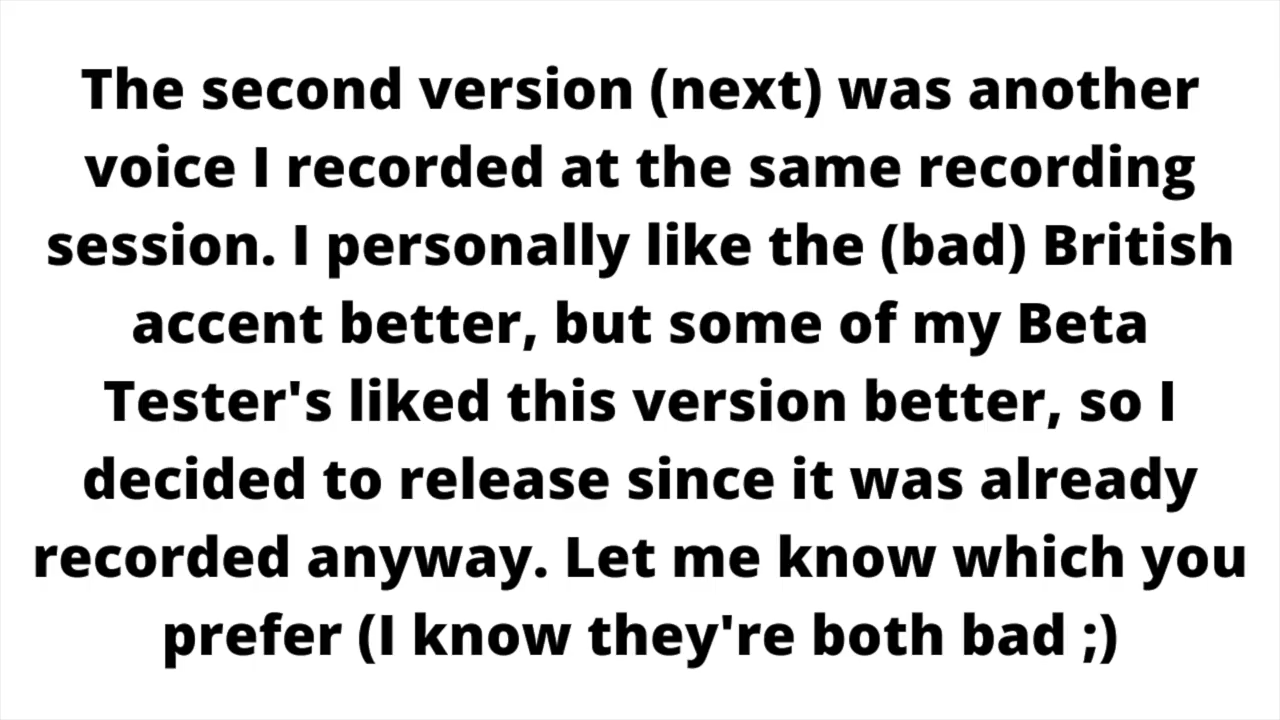 The second version (next) was another
voice I recorded at the same recording
session. I personally like the (bad) British
accent better, but some of my Beta
Tester's liked this version better, so I
decided to release since it was already
recorded anyway. Let me know which you
prefer (I know they're both bad ;)